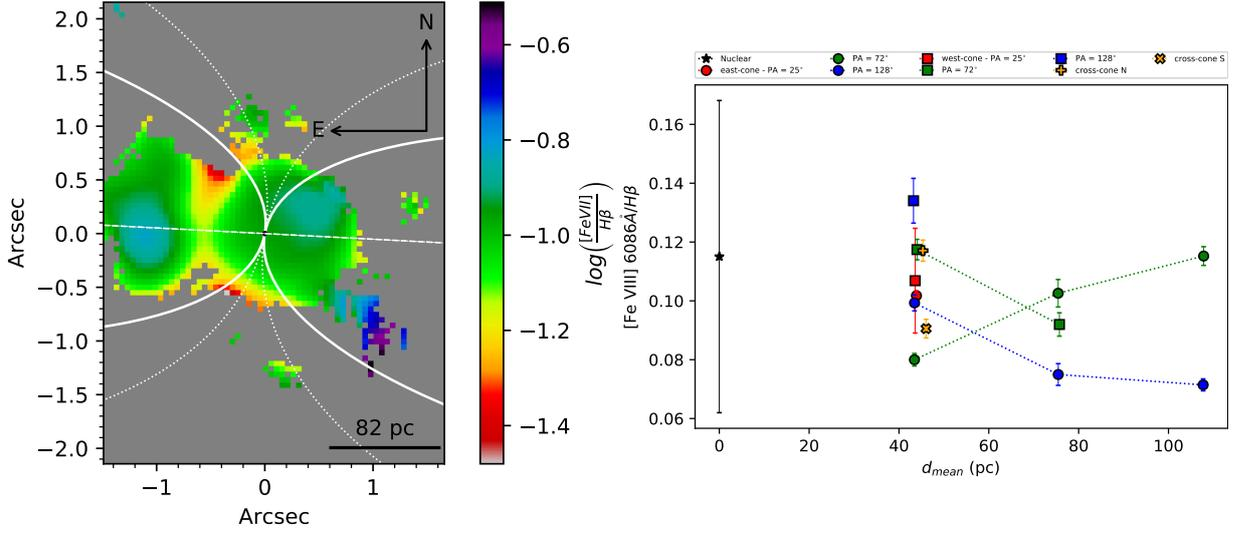 2.0
1.5
1.0
0.5
0.0
−0.5
−1.0
−1.5
−2.0
Arcsec
N
E
82 pc
−1 0 1
Arcsec
−0.6
−0.8
−1.0
−1.2
−1.4
log([FeVII]/Hβ)
Nuclear
east-cone - PA = 25°
PA = 72°
PA = 128°
west-cone - PA = 25°
PA = 72°
PA = 128°
cross-cone N
cross-cone S
[Fe VIII] 6086Å/Hβ
0.16
0.14
0.12
0.10
0.08
0.06
0 20 40 60 80 100
d_mean (pc)